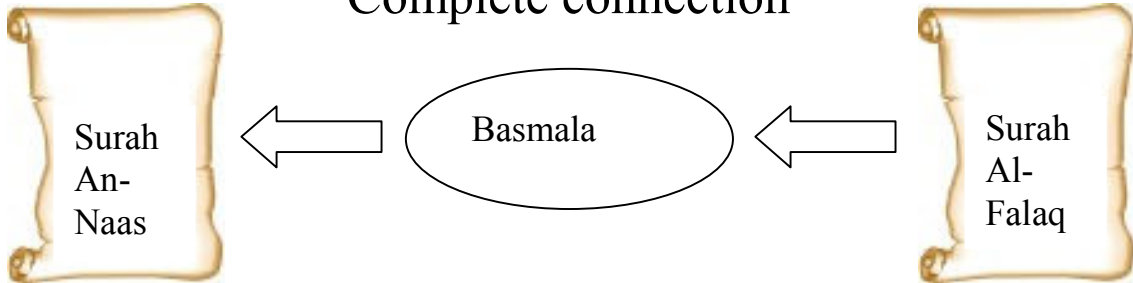 Complete connection
Surah
An-
Naas
Basmala
Surah
Al-
Falaq